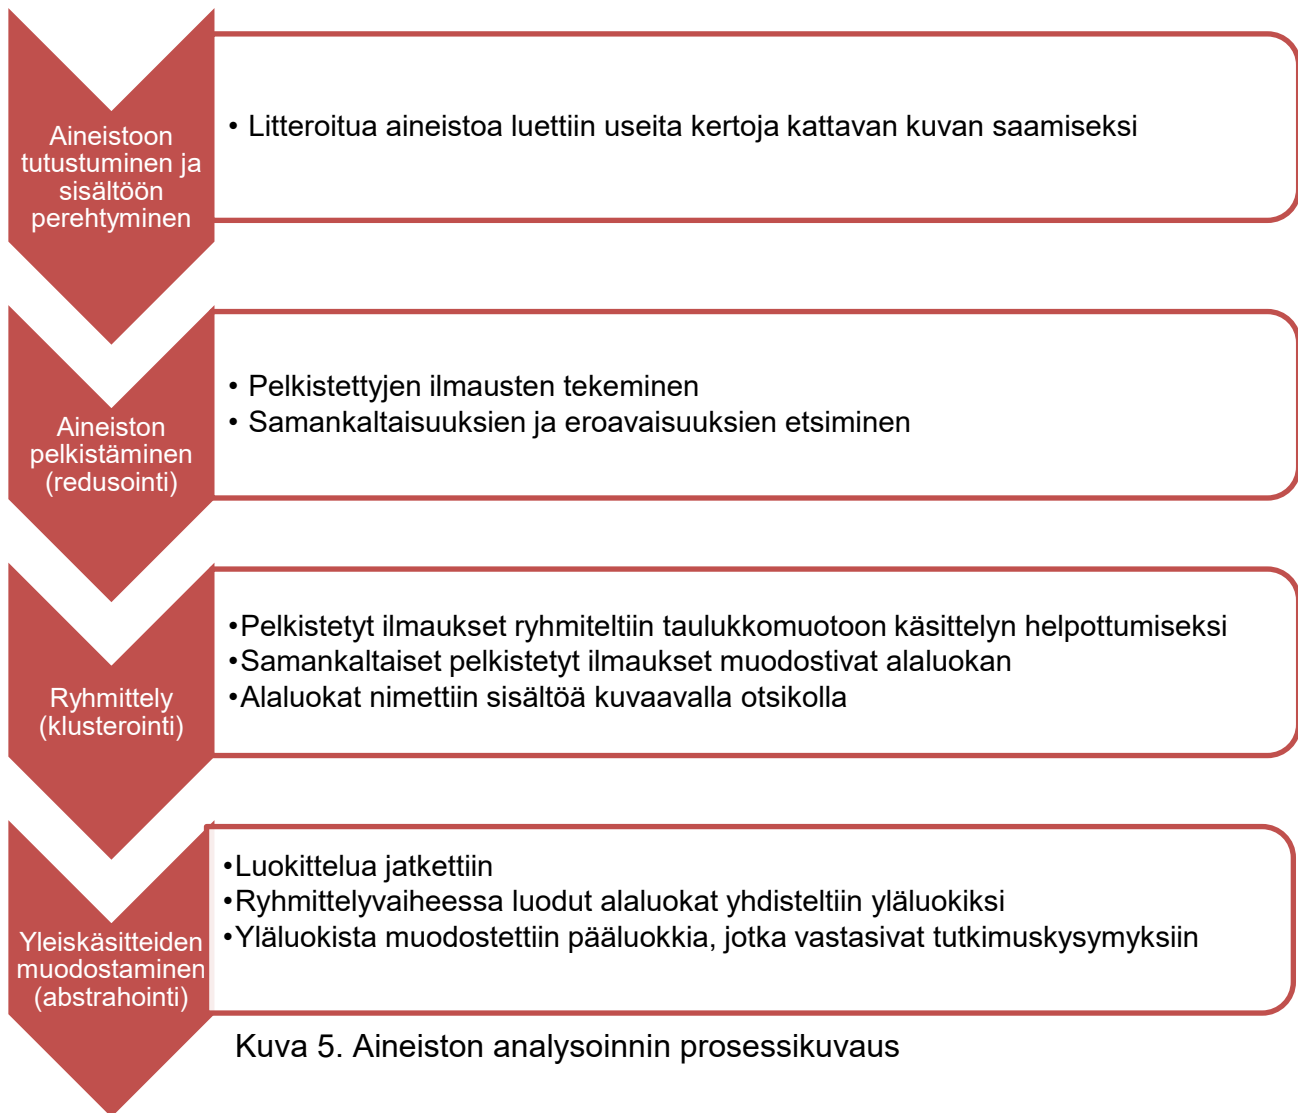 Aineistoon
tutustuminen ja
sisältöön
perehtyminen
• Litteroitua aineistoa luettiin useita kertoja kattavan kuvan saamiseksi
Aineiston
pelkistäminen
(redusointi)
• Pelkistettyjen ilmausten tekeminen
• Samankaltaisuuksien ja eroavaisuuksien etsiminen
Ryhmittely
(klusterointi)
•Pelkistetyt ilmaukset ryhmiteltiin taulukkomuotoon käsittelyn helpottumiseksi
•Samankaltaiset pelkistetyt ilmaukset muodostivat alaluokan
•Alaluokat nimettiin sisältöä kuvaavalla otsikolla
Yleiskäsitteiden
muodostaminen
(abstrahointi)
•Luokittelua jatkettiin
•Ryhmittelyvaiheessa luodut alaluokat yhdisteltiin yläluokiksi
•Yläluokista muodostettiin pääluokkia, jotka vastasivat tutkimuskysymyksiin
Kuva 5. Aineiston analysoinnin prosessikuvaus